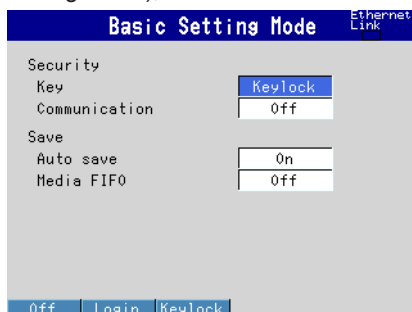 Basic Setting Mode
Ethernet
Link
Security
Key Keylock
Communication Off
Save
Auto save On
Media FIFO Off
Off Login Keylock